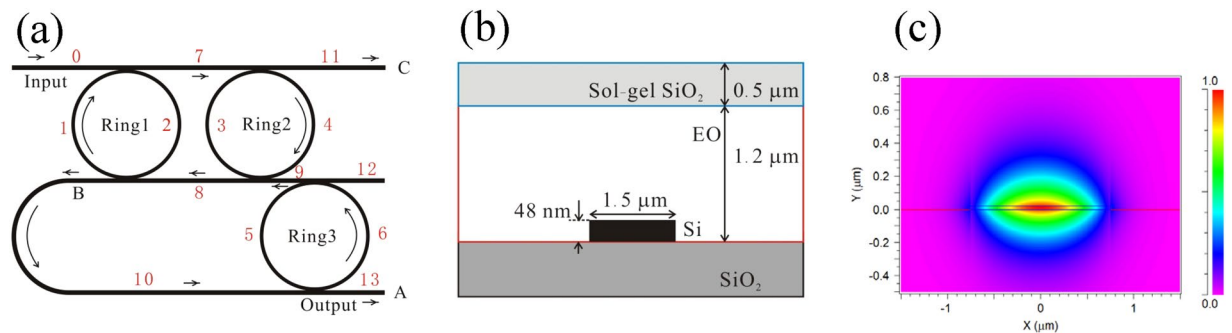 (a)
0 7 11
Input C
1 Ring1 2 3 Ring2 4
9 12
B 8
5 Ring3 6
10 13
Output A
(b)
Sol-gel SiO₂ 0.5 μm
EO
1.2 μm
1.5 μm
48 nm Si
SiO₂
(c)
0.8
0.6
0.4
0.2
0.0
-0.2
-0.4
Y (μm)
-1 0 1
X (μm)
1.0
0.0